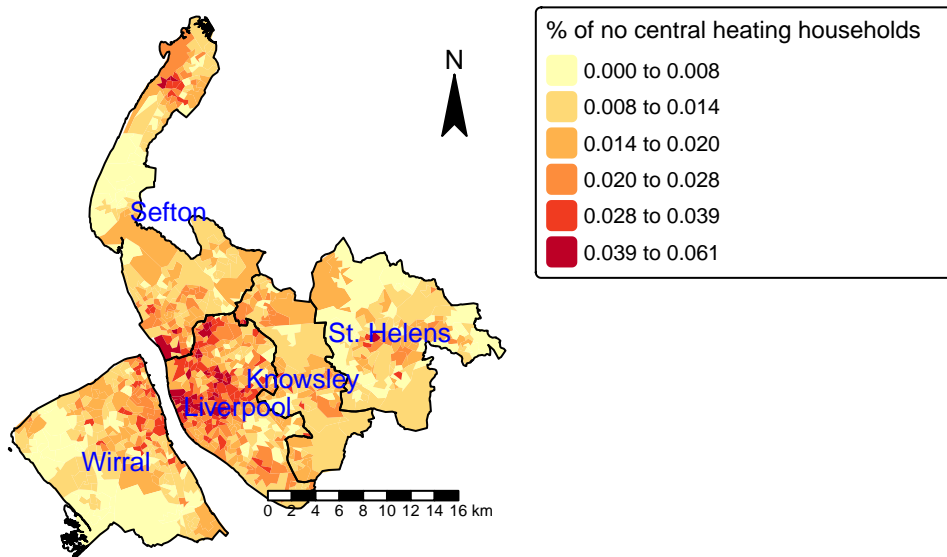 % of no central heating households
0.000 to 0.008
0.008 to 0.014
0.014 to 0.020
0.020 to 0.028
0.028 to 0.039
0.039 to 0.061
N
Sefton
St. Helens
Knowsley
Liverpool
Wirral
0 2 4 6 8 10 12 14 16 km